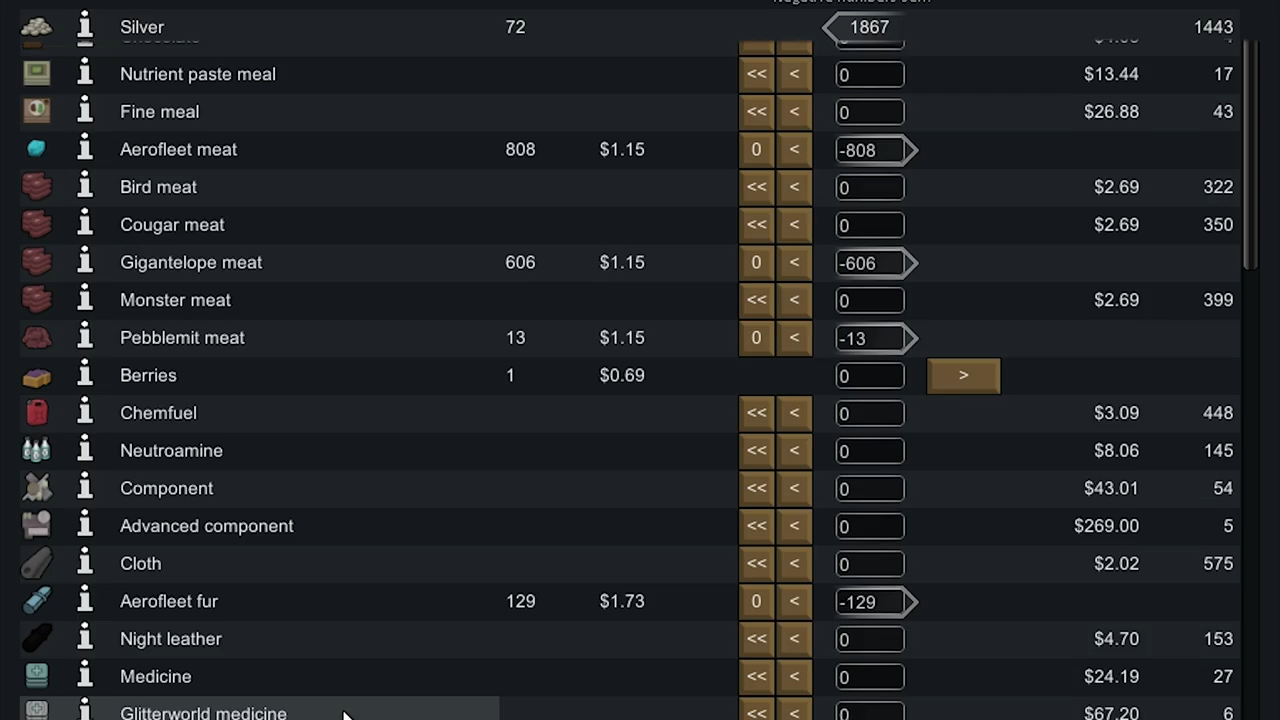 Negative numbers sell.
Silver 72 1867 1443
Chocolate 0
Nutrient paste meal << < 0 $13.44 17
Fine meal << < 0 $26.88 43
Aerofleet meat 808 $1.15 0 < -808
Bird meat << < 0 $2.69 322
Cougar meat << < 0 $2.69 350
Gigantelope meat 606 $1.15 0 < -606
Monster meat << < 0 $2.69 399
Pebblemit meat 13 $1.15 0 < -13
Berries 1 $0.69 0 >
Chemfuel << < 0 $3.09 448
Neutroamine << < 0 $8.06 145
Component << < 0 $43.01 54
Advanced component << < 0 $269.00 5
Cloth << < 0 $2.02 575
Aerofleet fur 129 $1.73 0 < -129
Night leather << < 0 $4.70 153
Medicine << < 0 $24.19 27
Glitterworld medicine << < 0 $67.20 6